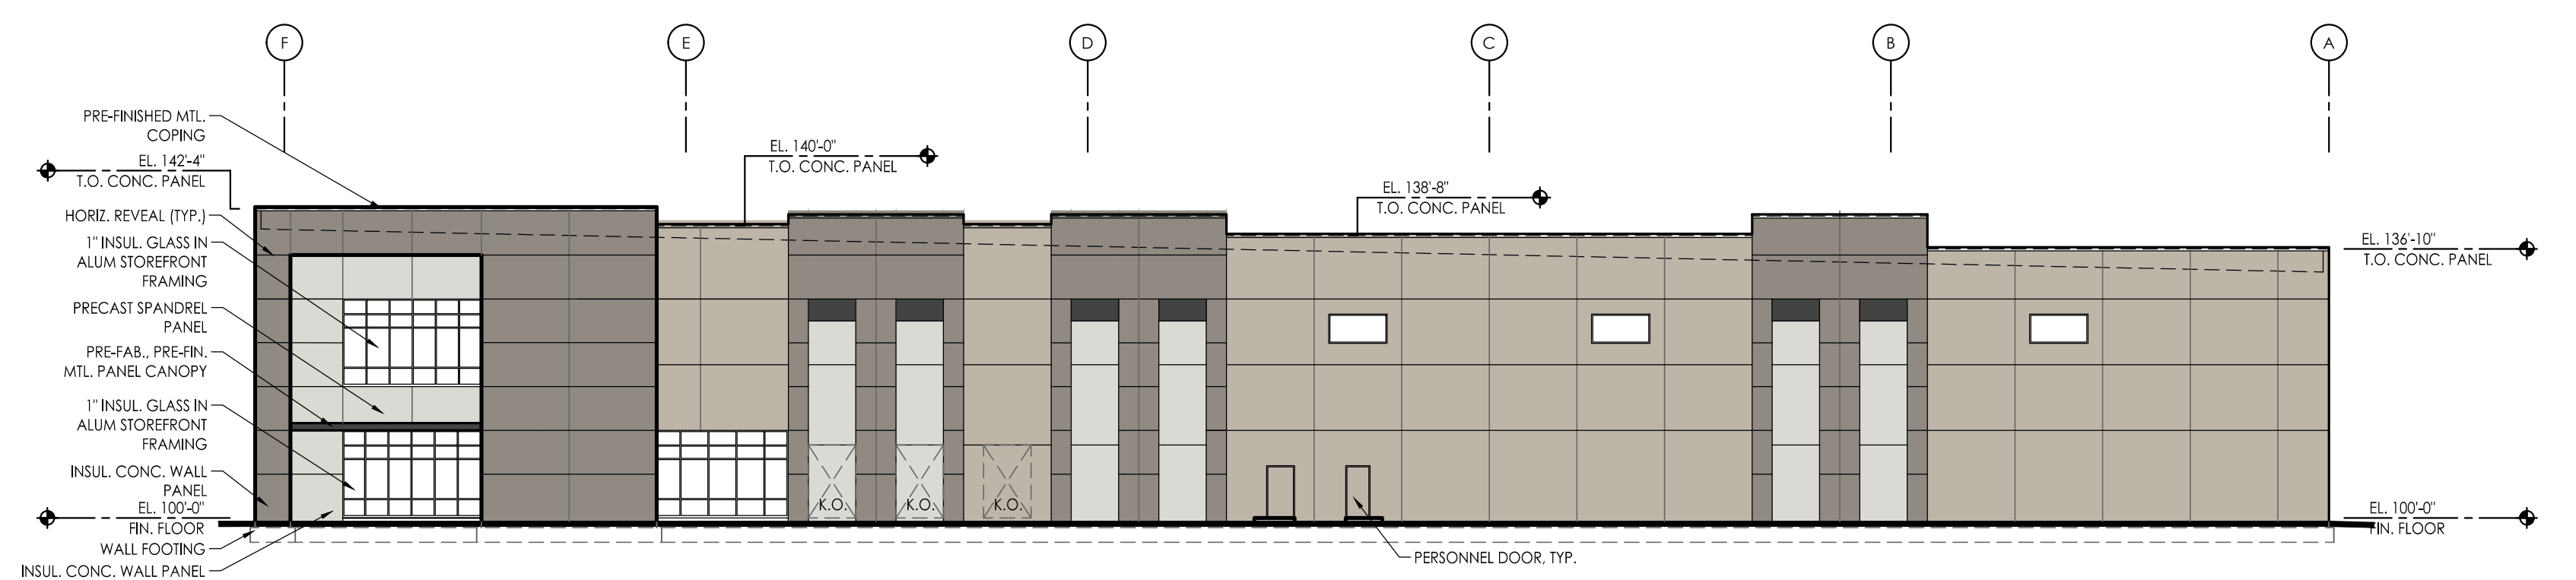 F
E
D
C
B
A
PRE-FINISHED MTL.
COPING
EL. 142'-4"
T.O. CONC. PANEL
HORIZ. REVEAL (TYP.)
1" INSUL. GLASS IN
ALUM STOREFRONT
FRAMING
PRECAST SPANDREL
PANEL
PRE-FAB., PRE-FIN.
MTL. PANEL CANOPY
1" INSUL. GLASS IN
ALUM STOREFRONT
FRAMING
INSUL. CONC. WALL
PANEL
EL. 100'-0"
FIN. FLOOR
WALL FOOTING
INSUL. CONC. WALL PANEL
EL. 140'-0"
T.O. CONC. PANEL
EL. 138'-8"
T.O. CONC. PANEL
K.O.
K.O.
K.O.
PERSONNEL DOOR, TYP.
EL. 136'-10"
T.O. CONC. PANEL
EL. 100'-0"
FIN. FLOOR